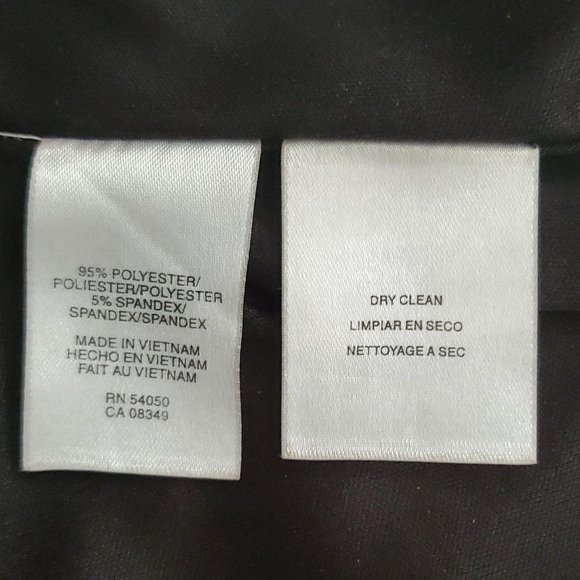 95% POLYESTER/
POLIESTER/POLYESTER
5% SPANDEX/
SPANDEX/SPANDEX
MADE IN VIETNAM
HECHO EN VIETNAM
FAIT AU VIETNAM
RN 54050
CA 08349
DRY CLEAN
LIMPIAR EN SECO
NETTOYAGE A SEC